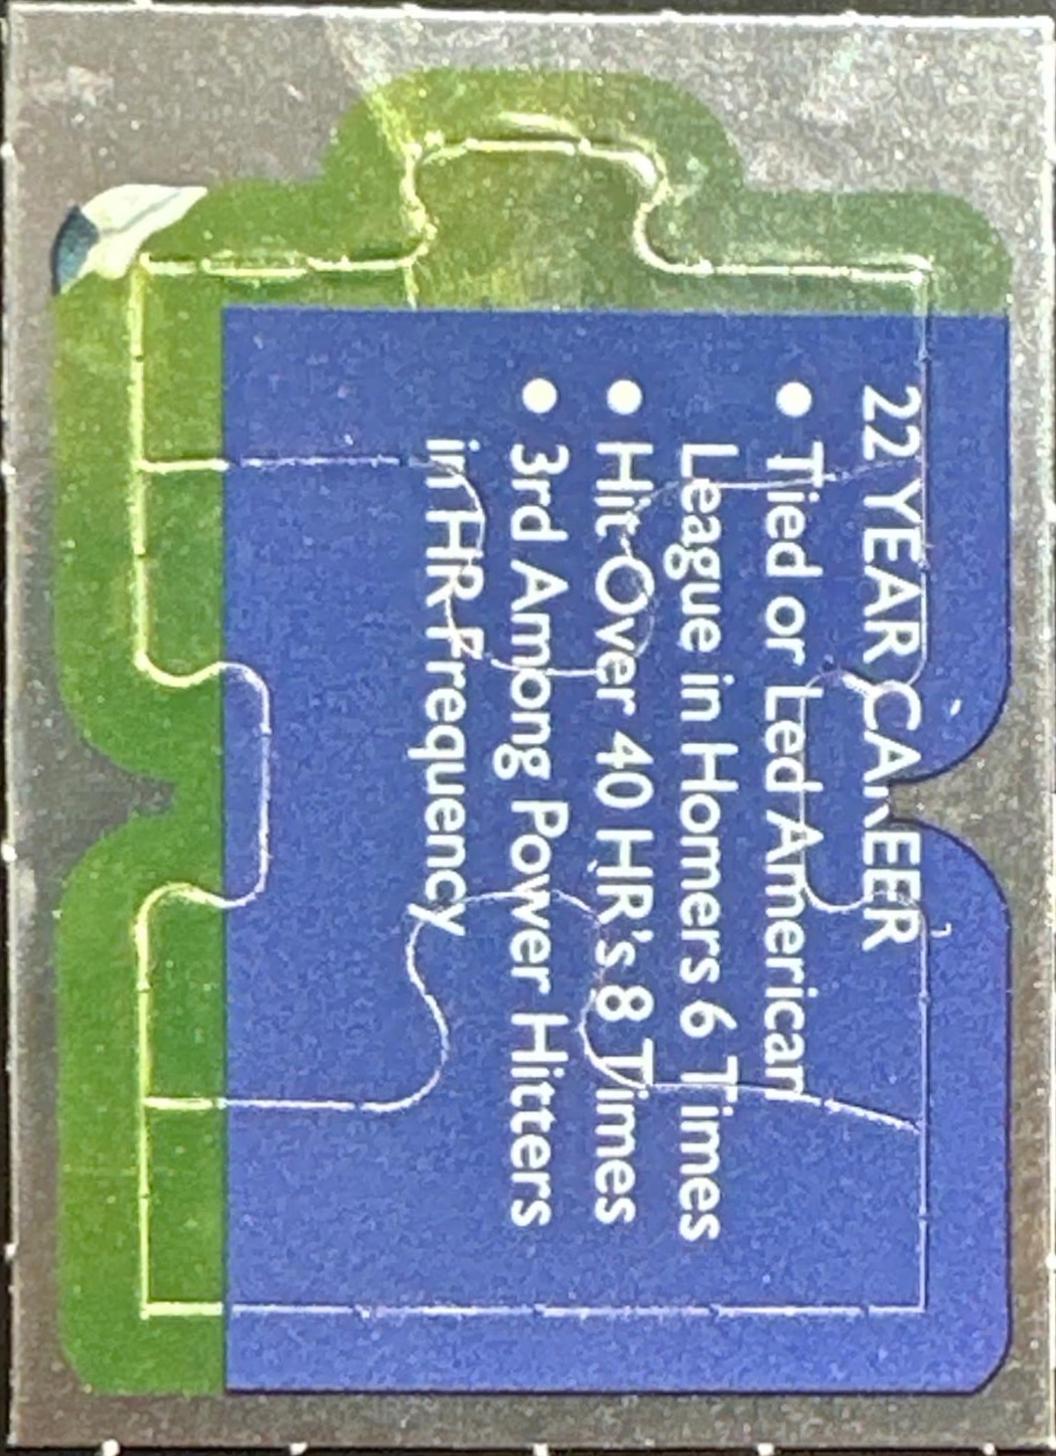 22 YEAR CAREER
• Tied or Led American
League in Homers 6 Times
• Hit Over 40 HR's 8 Times
• 3rd Among Power Hitters
in HR Frequency